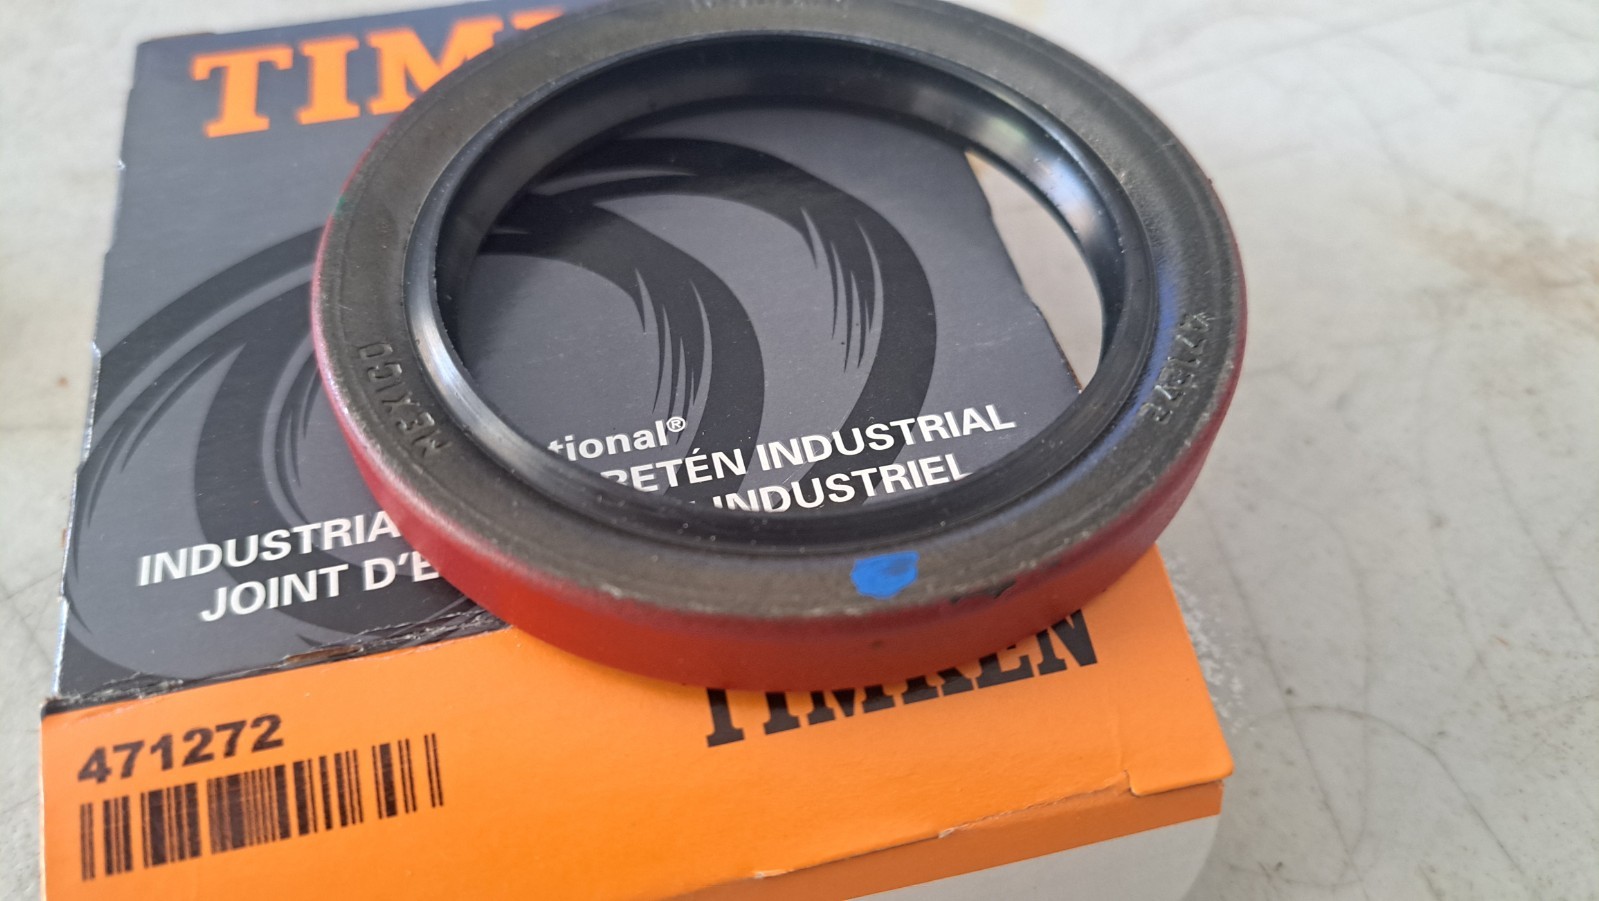 TIM
tional®
RETÉN INDUSTRIAL
INDUSTRIA
INDUSTRIEL
JOINT D'E
MEXICO
TIMKEN
471272